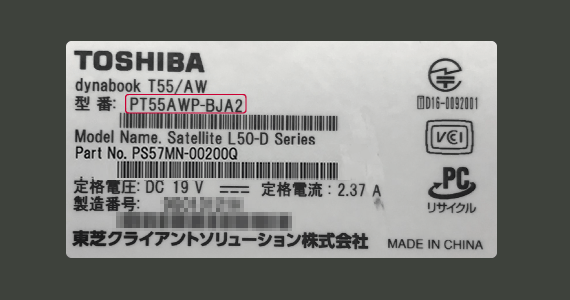 TOSHIBA
dynabook T55/AW
型 番: PT55AWP-BJA2
Model Name. Satellite L50-D Series
Part No. PS57MN-00200Q
定格電圧: DC 19 V 定格電流 : 2.37 A
製造番号:
東芝クライアントソリューション株式会社
D16-0092001
VCI
PC
リサイクル
MADE IN CHINA